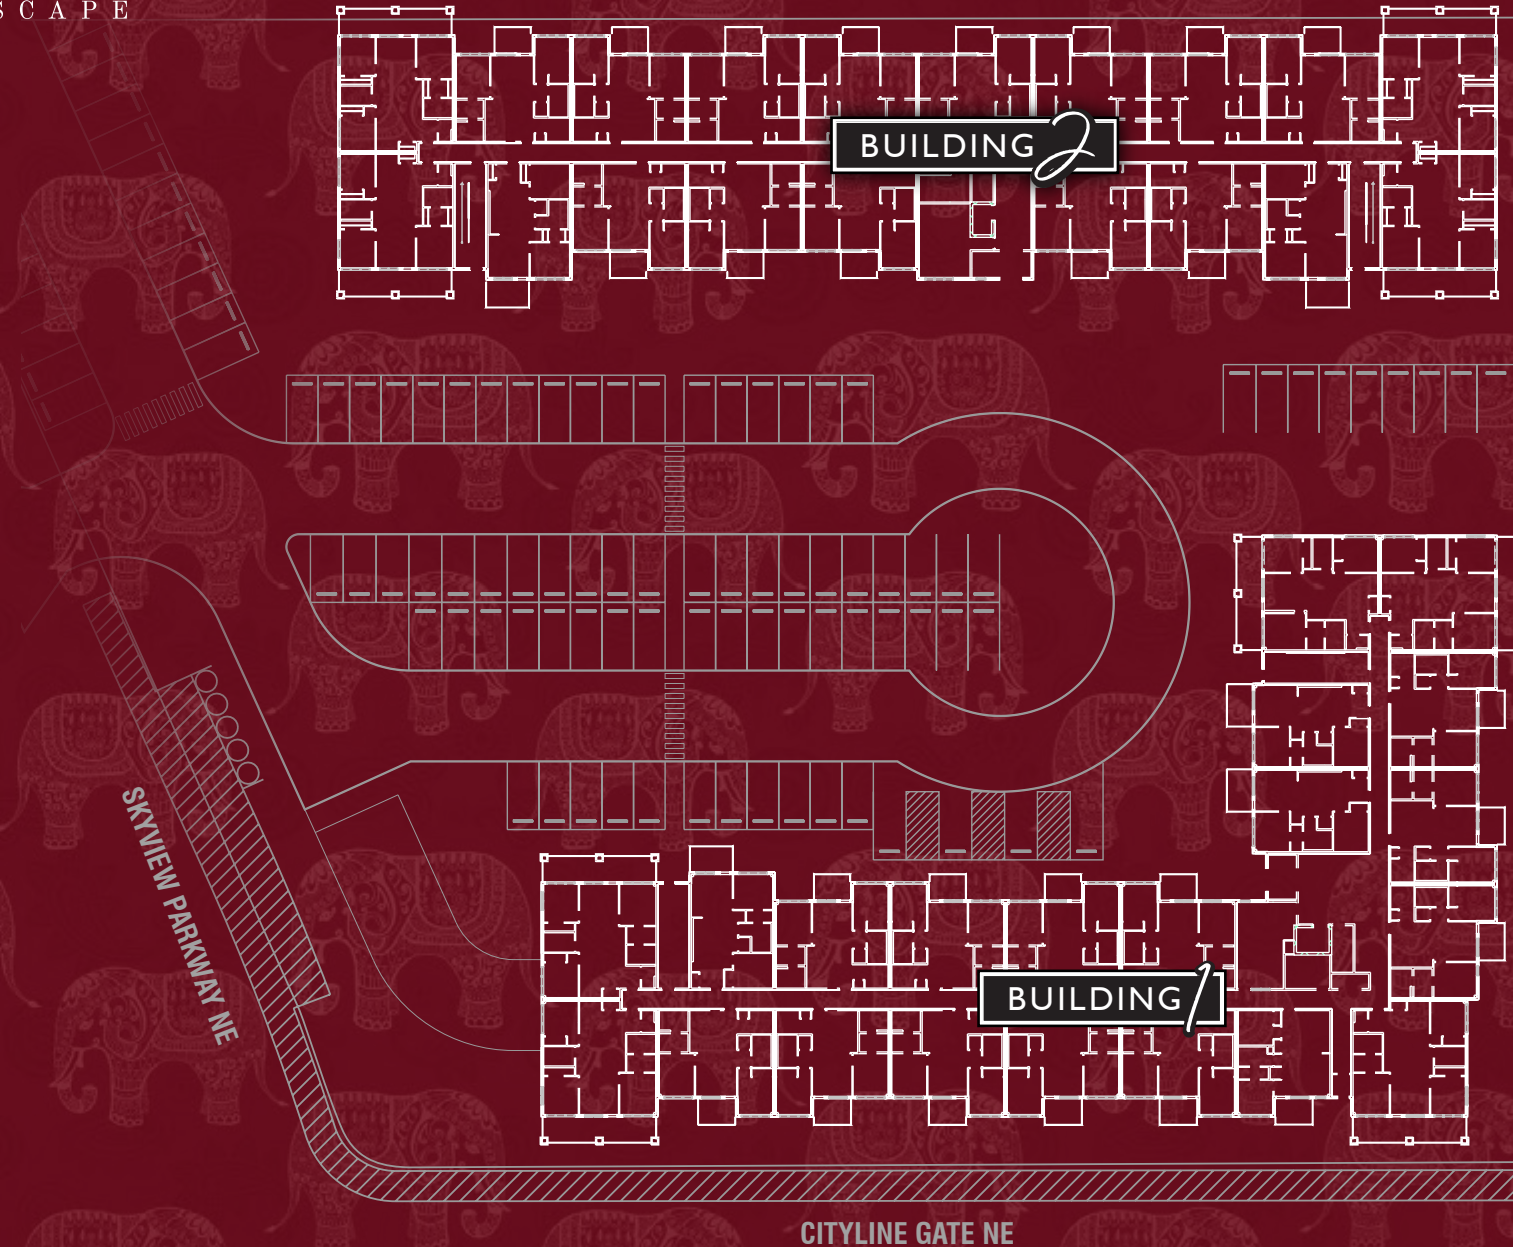 SCAPE
BUILDING 2
BUILDING 1
SKYVIEW PARKWAY NE
CITYLINE GATE NE